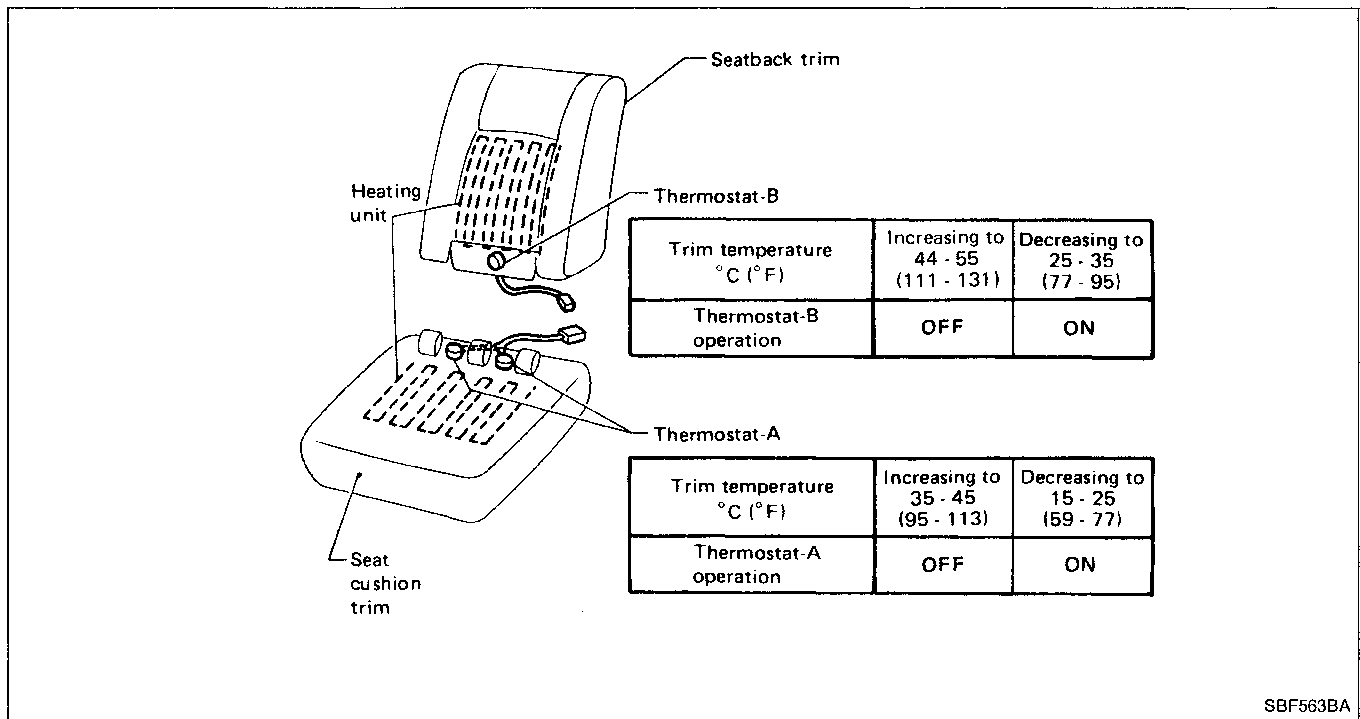 Seatback trim
Heating
unit
Thermostat-B
Trim temperature
°C (°F)
Increasing to
44 - 55
(111 - 131)
Decreasing to
25 - 35
(77 - 95)
Thermostat-B
operation
OFF
ON
Thermostat-A
Trim temperature
°C (°F)
Increasing to
35 - 45
(95 - 113)
Decreasing to
15 - 25
(59 - 77)
Thermostat-A
operation
OFF
ON
Seat
cushion
trim
SBF563BA